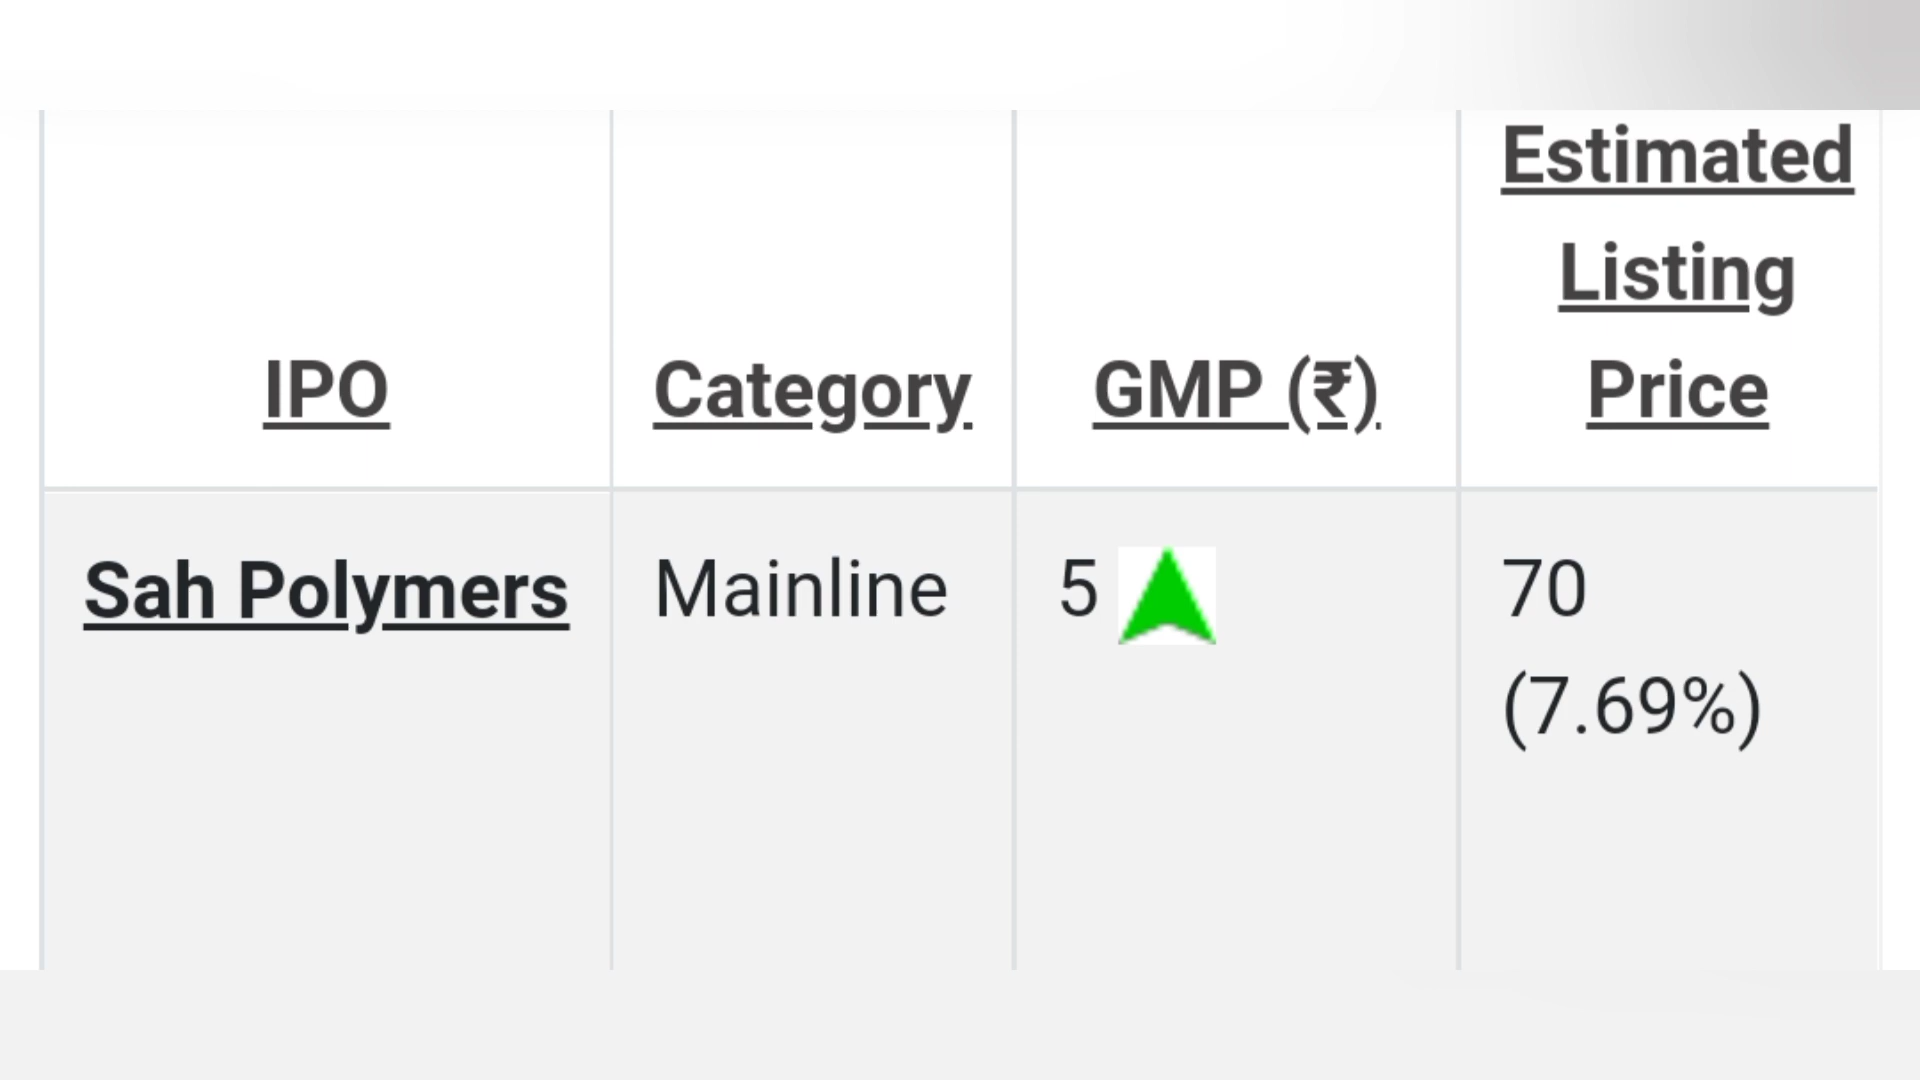 Estimated
Listing
IPO Category GMP (₹) Price
Sah Polymers Mainline 5 70
(7.69%)